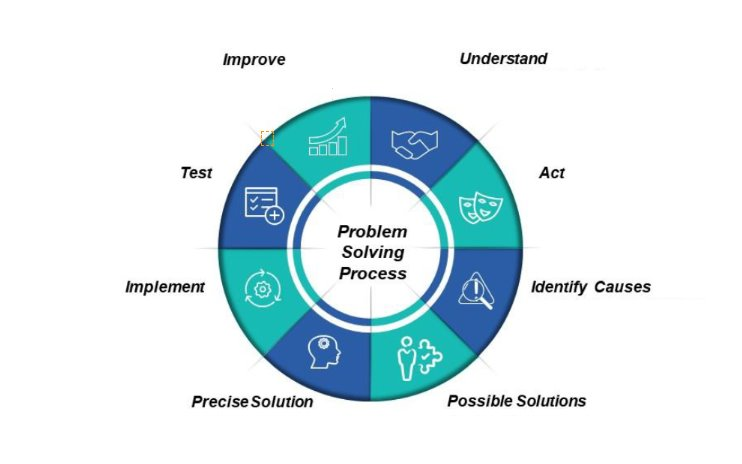 Improve
Understand
Test
Act
Problem
Solving
Process
Implement
Identify Causes
Precise Solution
Possible Solutions